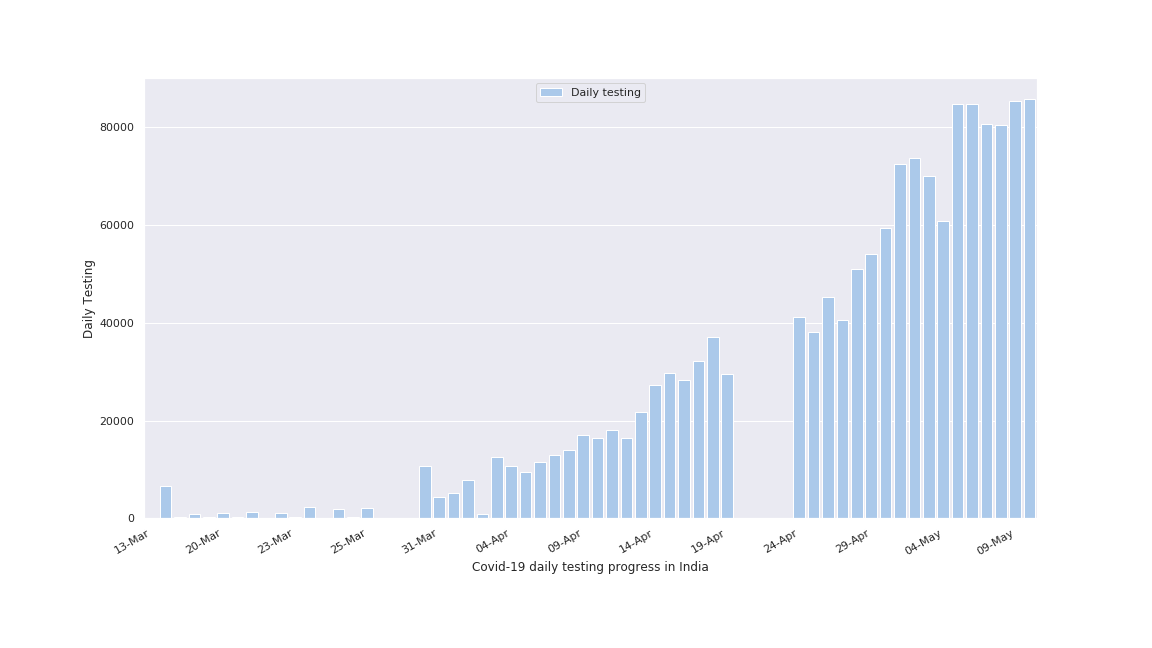 Daily testing
80000
60000
40000
20000
0
Daily Testing
13-Mar 20-Mar 23-Mar 25-Mar 31-Mar 04-Apr 09-Apr 14-Apr 19-Apr 24-Apr 29-Apr 04-May 09-May
Covid-19 daily testing progress in India